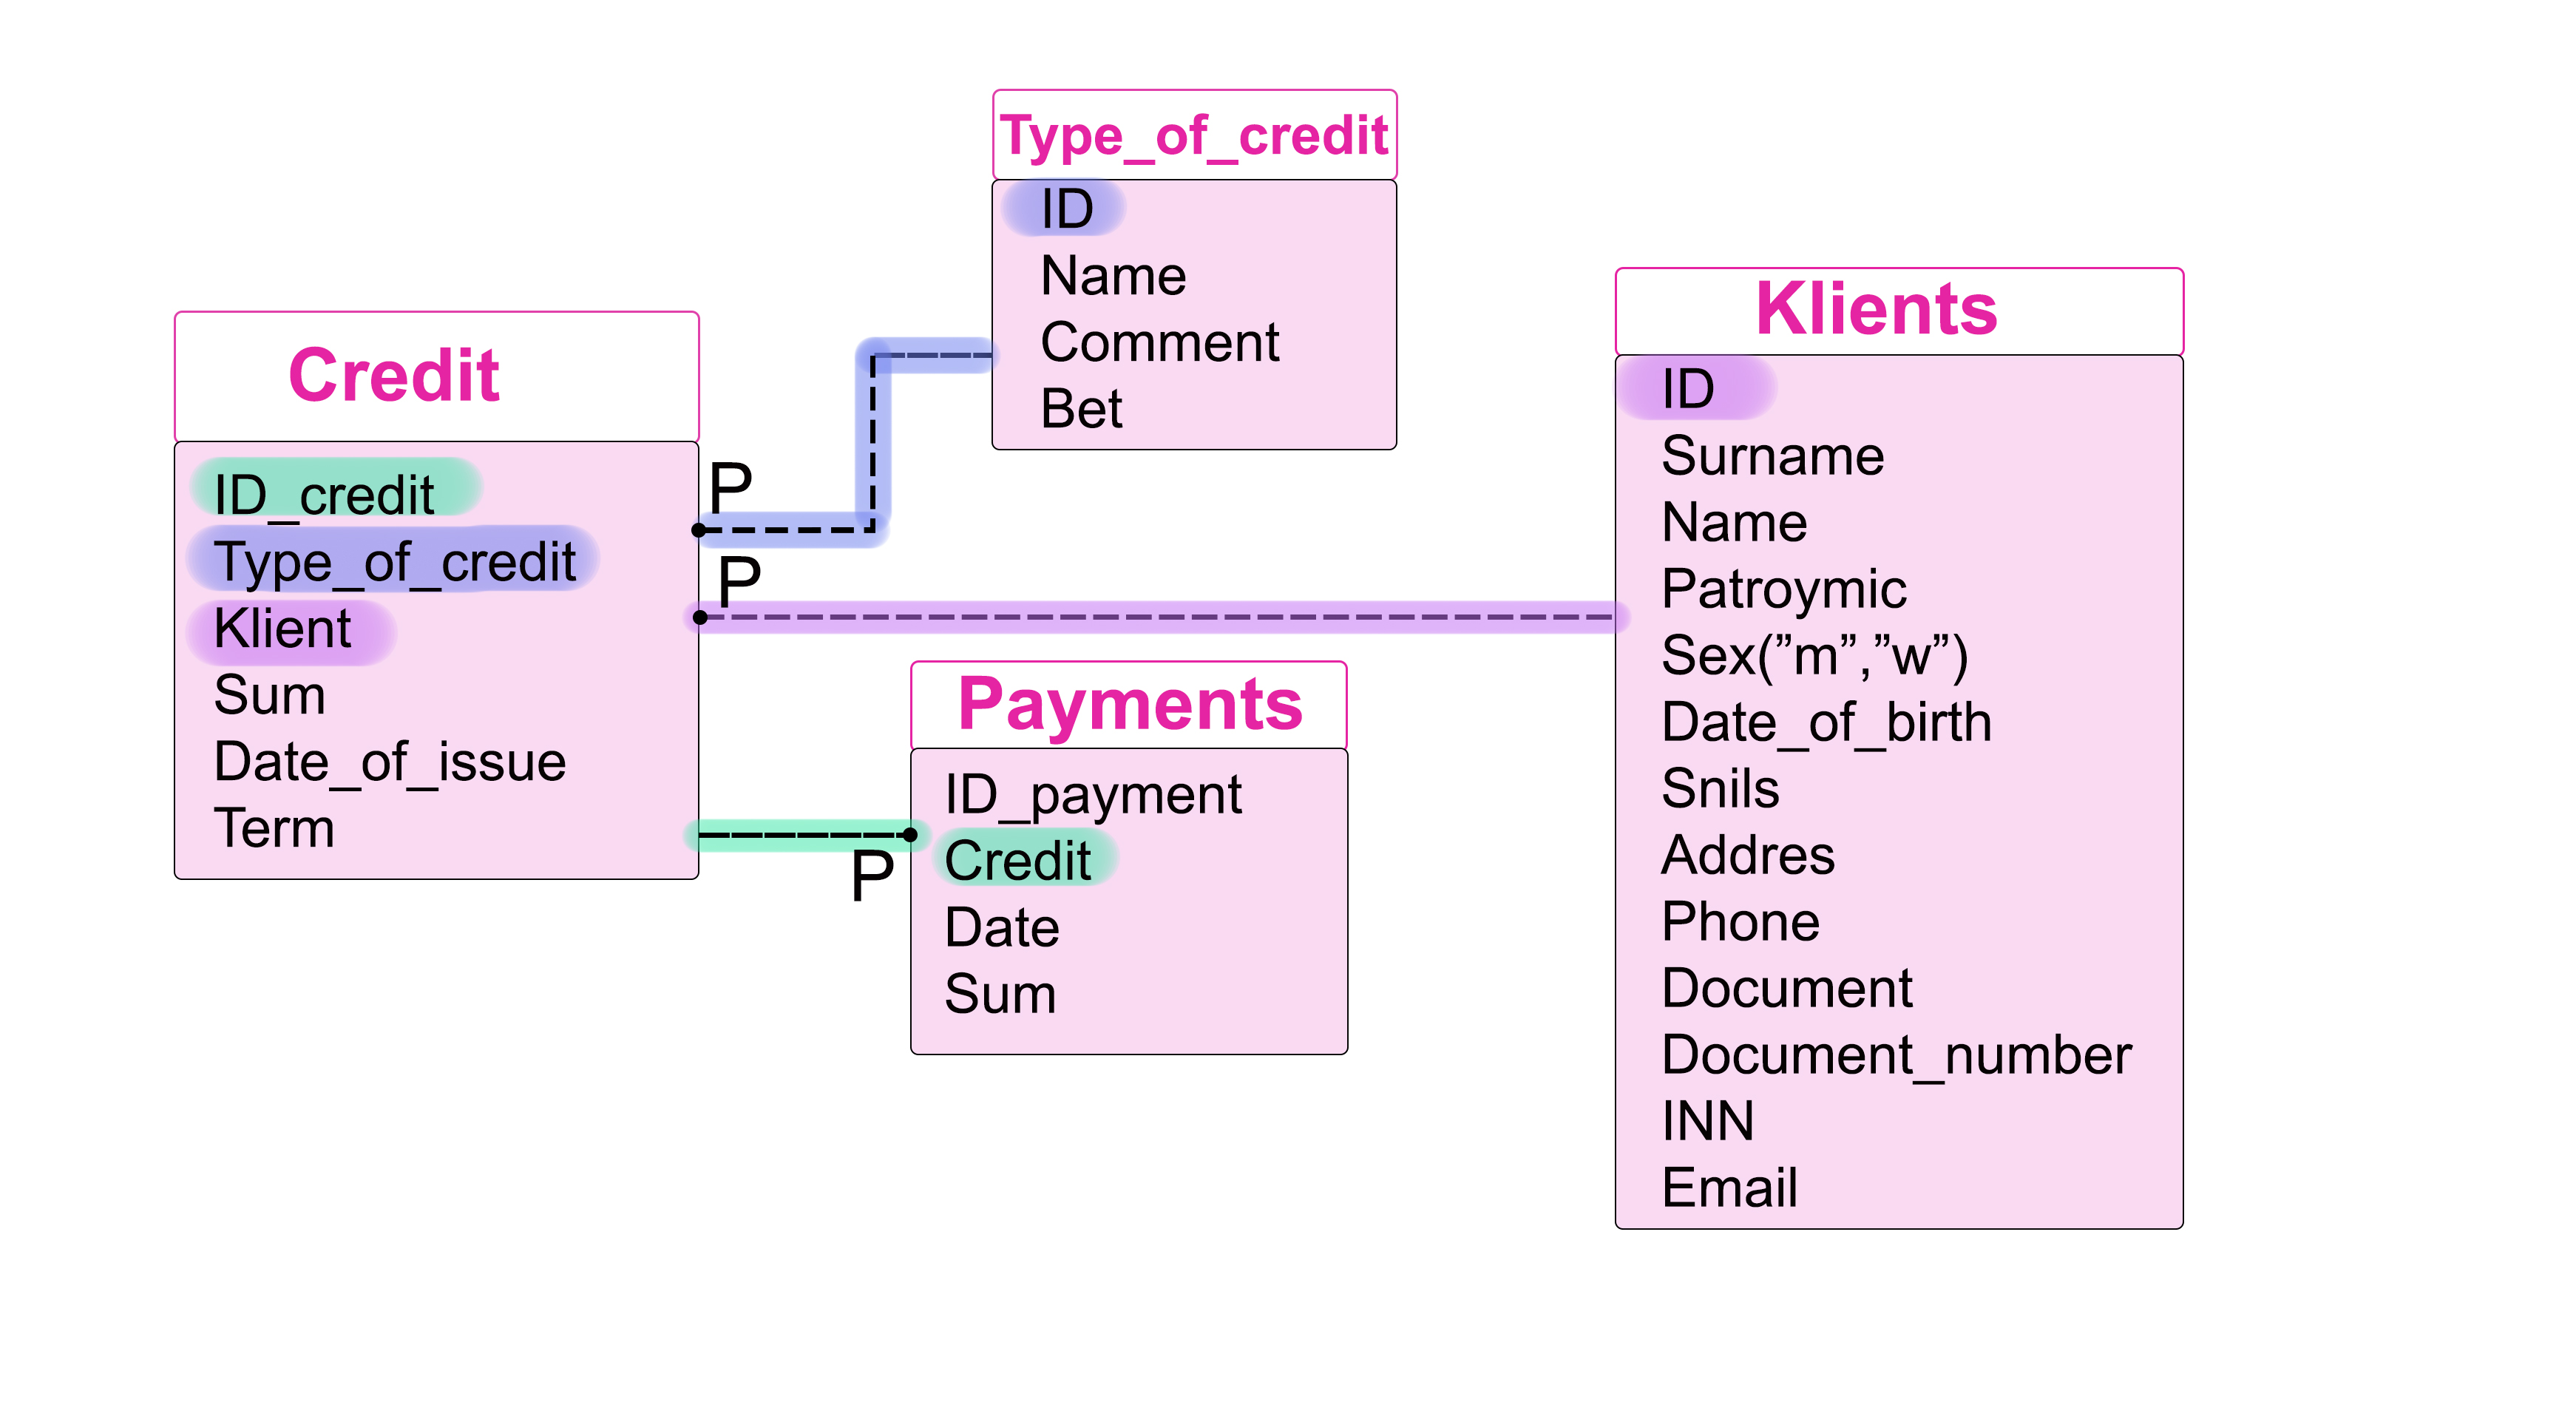 Type_of_credit
ID
Name
Comment
Bet
Klients
ID
Surname
Name
Patroymic
Sex(”m”,”w”)
Date_of_birth
Snils
Addres
Phone
Document
Document_number
INN
Email
Credit
ID_credit
Type_of_credit
Klient
Sum
Date_of_issue
Term
P
P
P
Payments
ID_payment
Credit
Date
Sum